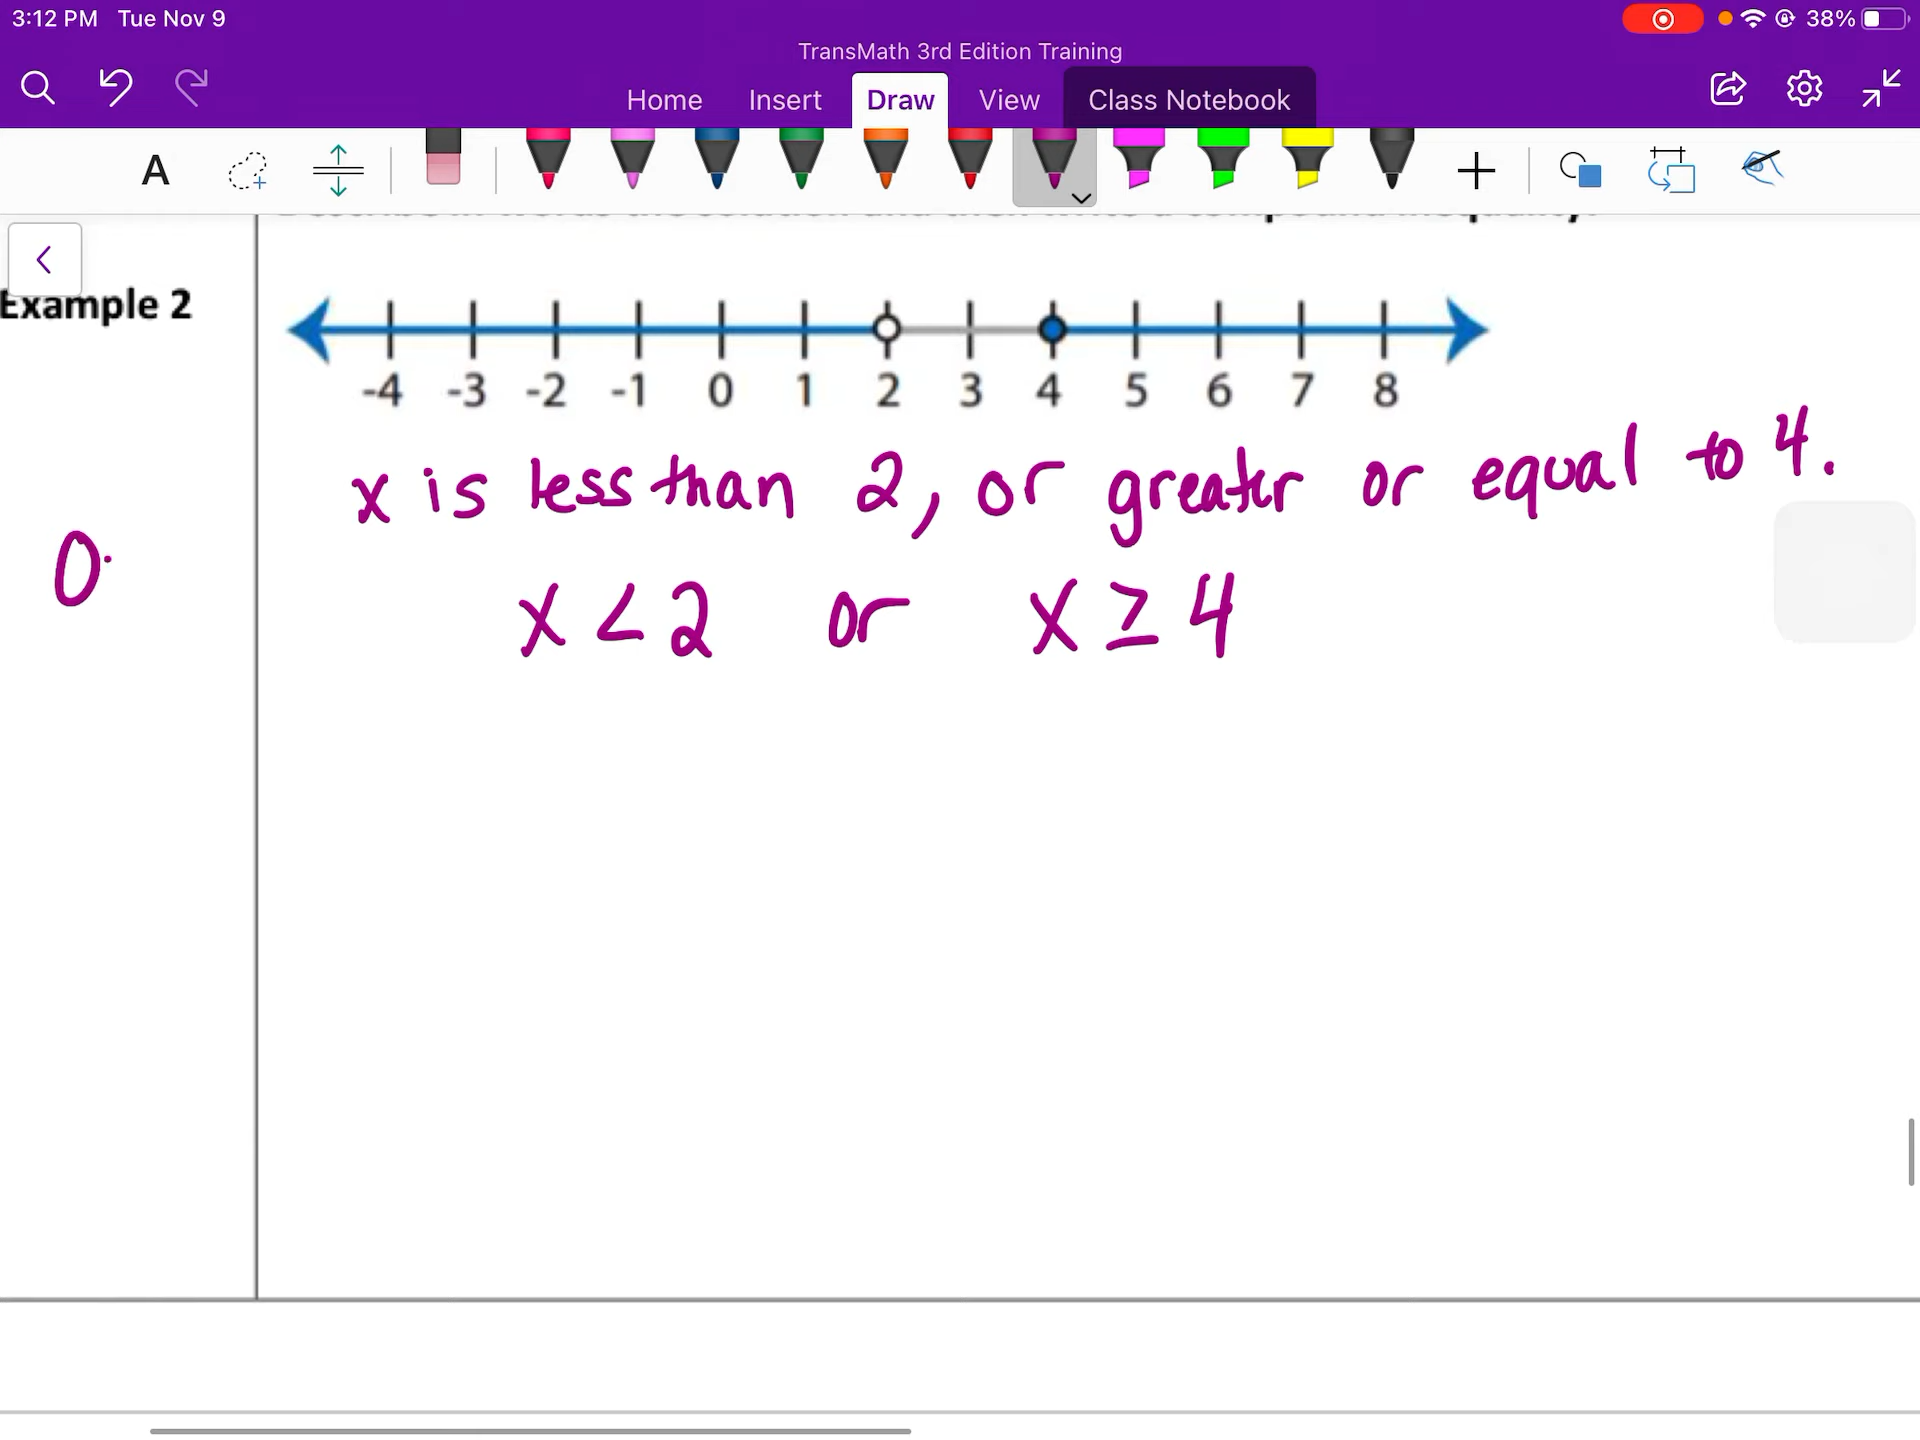 3:12 PM Tue Nov 9
38%
TransMath 3rd Edition Training
Home Insert Draw View Class Notebook
A
Example 2
-4 -3 -2 -1 0 1 2 3 4 5 6 7 8
x is less than 2, or greater or equal to 4.
0.
x < 2 or x ≥ 4